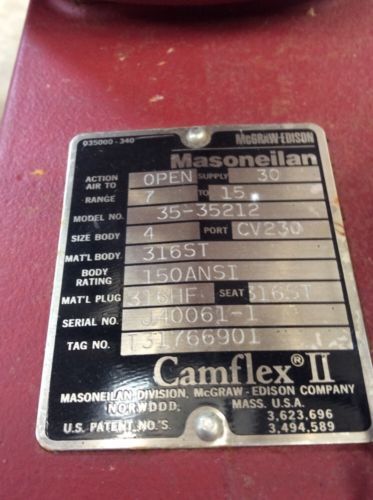 935000-340 McGRAW-EDISON
Masoneilan
ACTION AIR TO OPEN SUPPLY 30
RANGE 7 TO 15
MODEL NO. 35-35212
SIZE BODY 4 PORT CV230
MAT'L BODY 316ST
BODY RATING 150ANSI
MAT'L PLUG 316HF SEAT 316ST
SERIAL NO. J40061-1
TAG NO. T31766901
Camflex® II
MASONEILAN DIVISION, McGRAW-EDISON COMPANY
NORWOOD, MASS. U.S.A.
U.S. PATENT NO.'S. 3,623,696
3,494,589